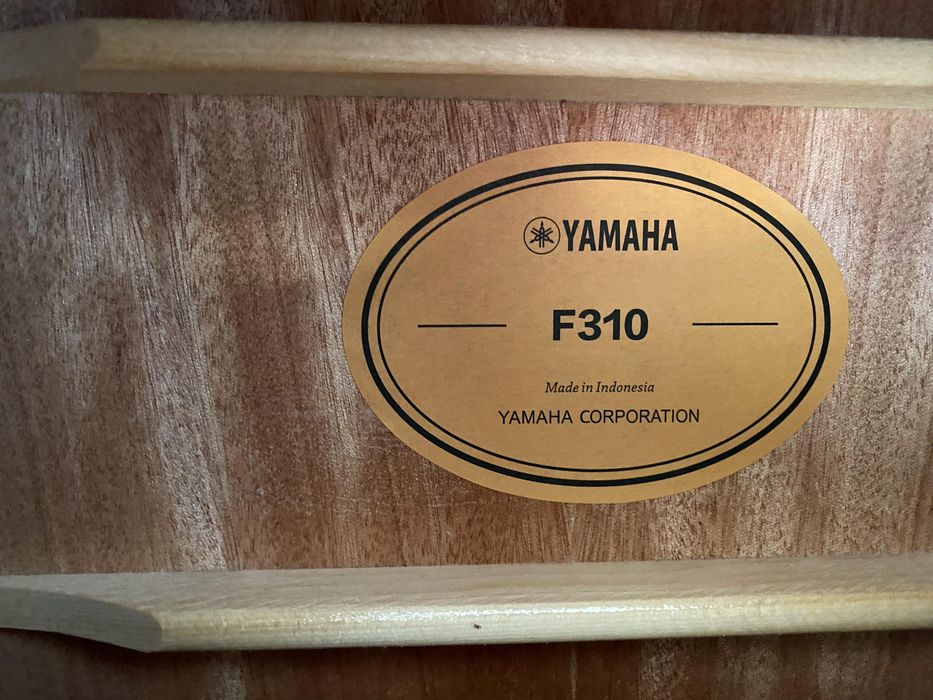 YAMAHA
F310
Made in Indonesia
YAMAHA CORPORATION